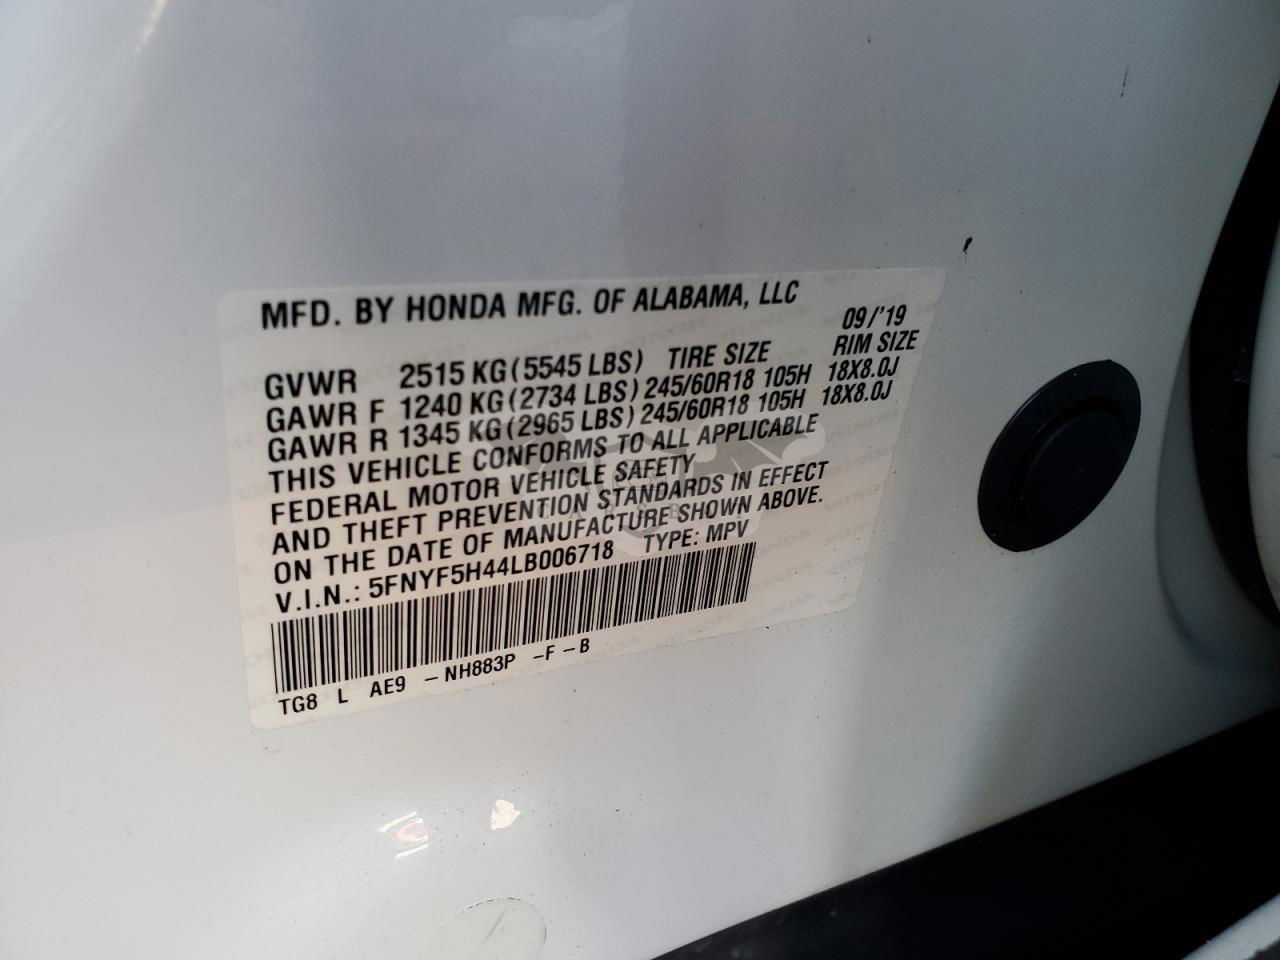 MFD. BY HONDA MFG. OF ALABAMA, LLC
09/'19
GVWR 2515 KG(5545 LBS) TIRE SIZE RIM SIZE
GAWR F 1240 KG(2734 LBS) 245/60R18 105H 18X8.0J
GAWR R 1345 KG(2965 LBS) 245/60R18 105H 18X8.0J
THIS VEHICLE CONFORMS TO ALL APPLICABLE
FEDERAL MOTOR VEHICLE SAFETY
AND THEFT PREVENTION STANDARDS IN EFFECT
ON THE DATE OF MANUFACTURE SHOWN ABOVE.
V.I.N.: 5FNYF5H44LB006718 TYPE: MPV
TG8 L AE9 -NH883P -F-B